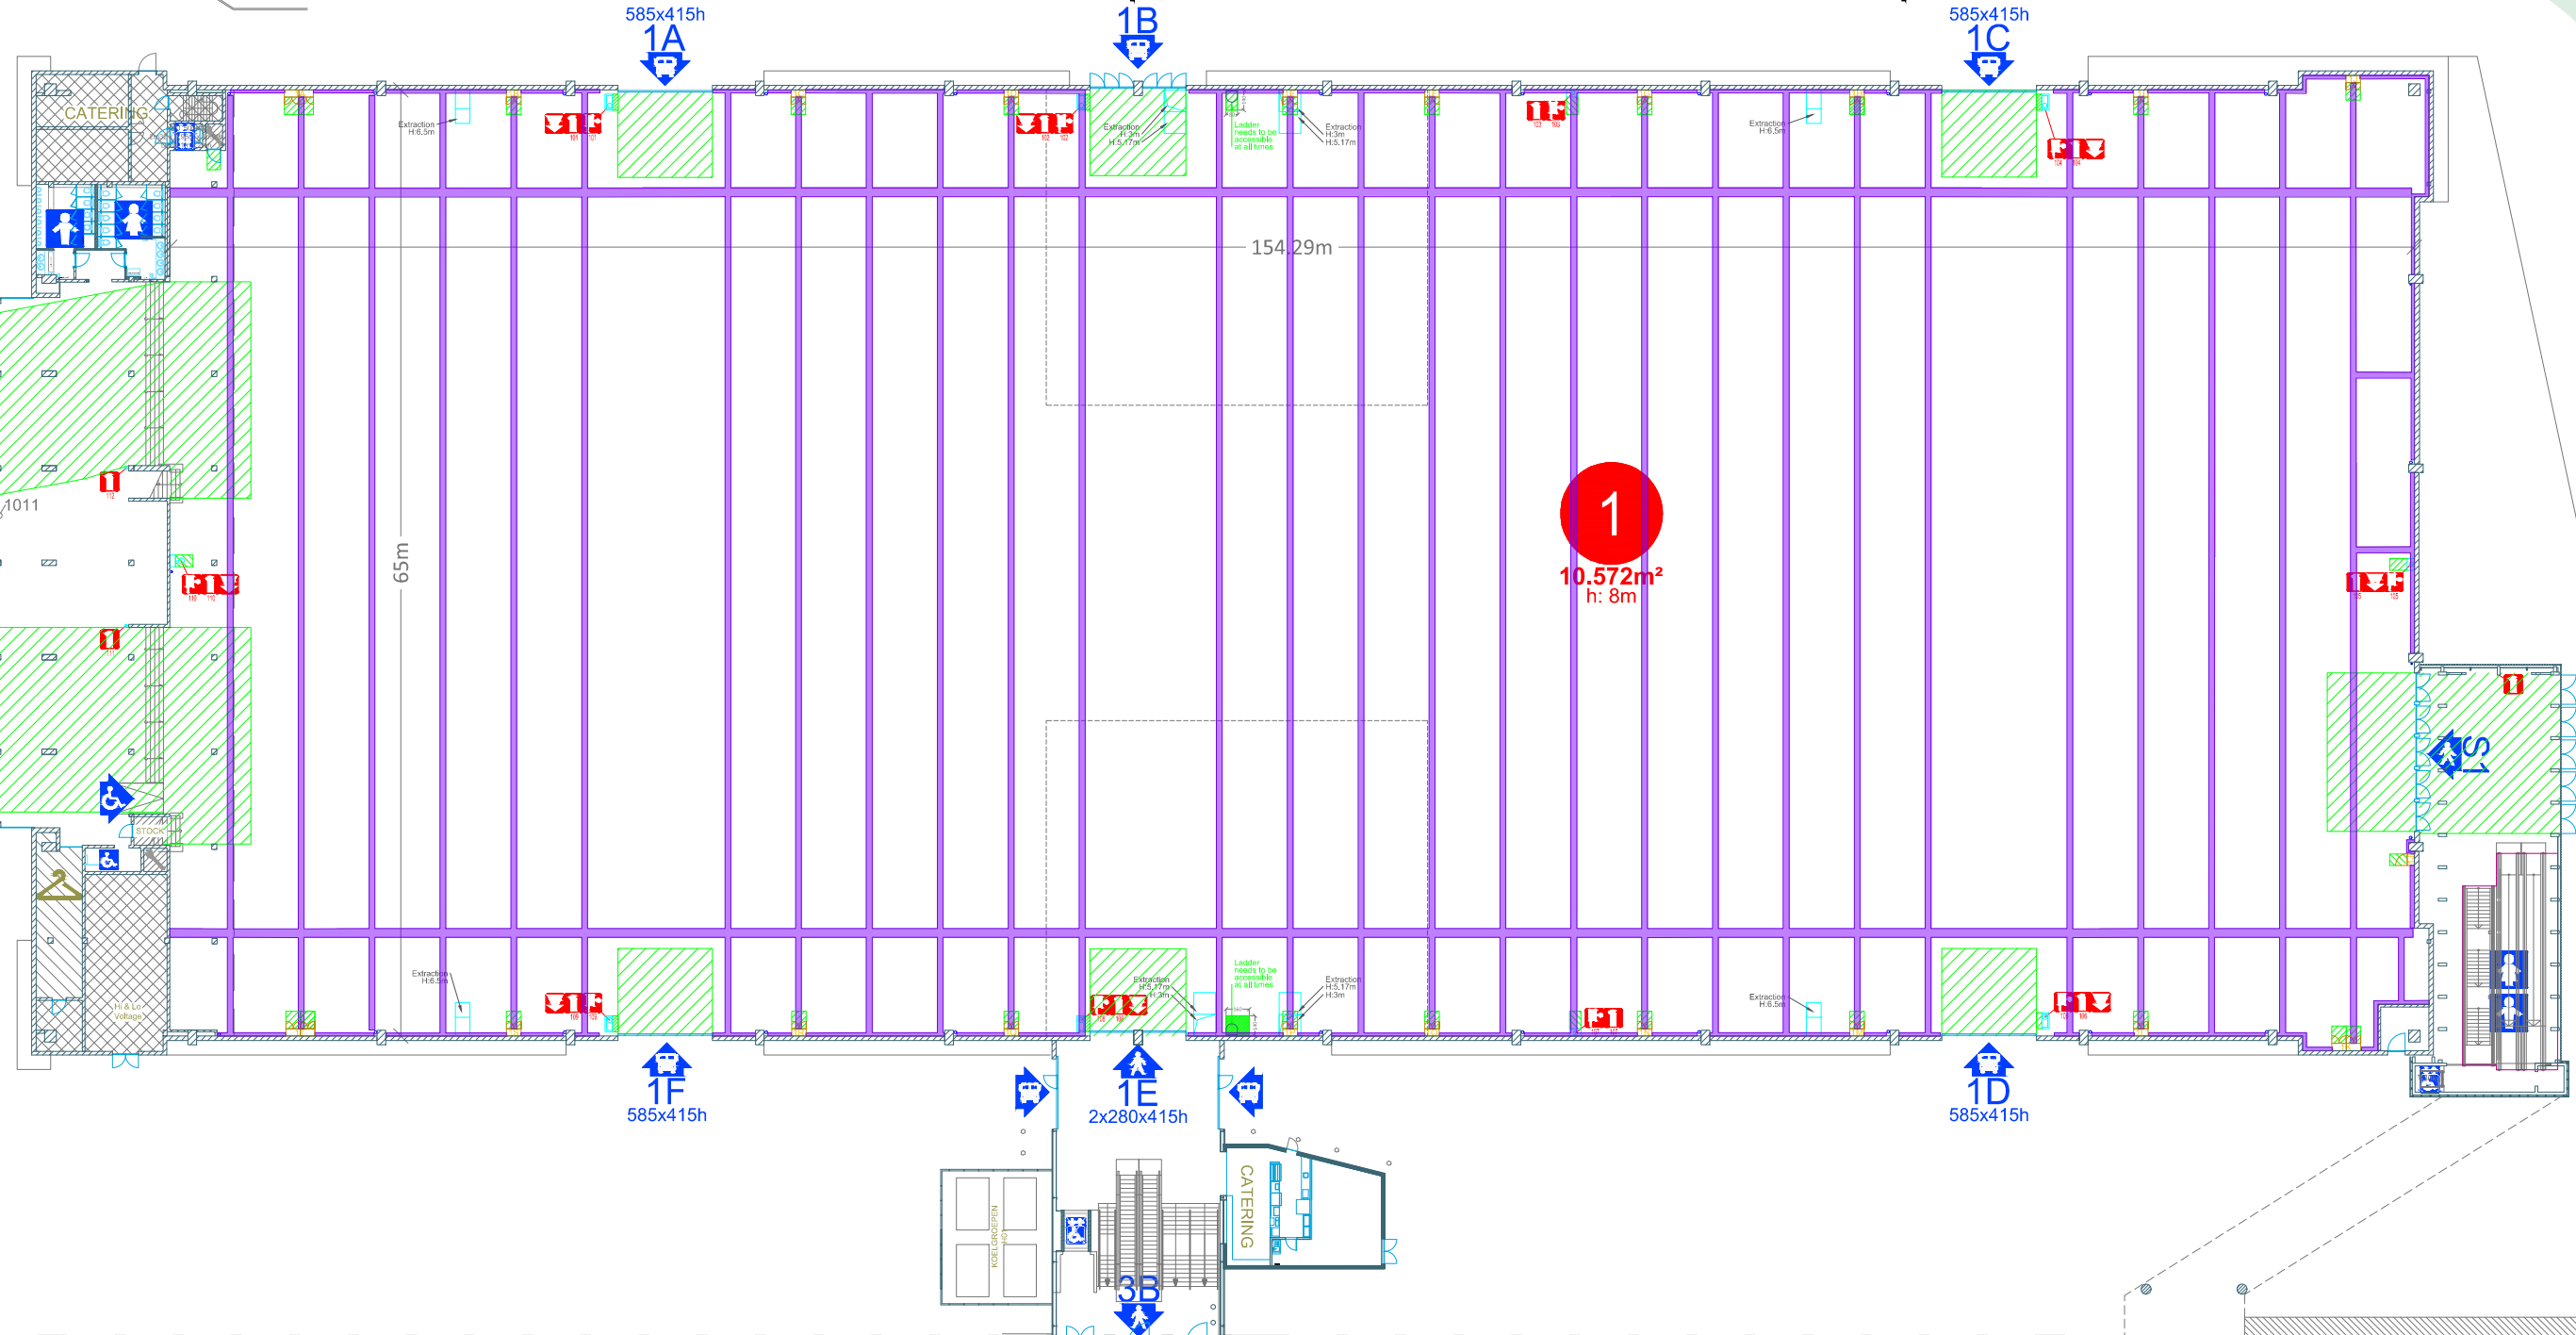 585x415h
1A
1B
585x415h
1C
CATERING
Extraction
H:6.5m
Extraction
H:3m
H:5.17m
Ladder
needs to be
accessible
at all times
Extraction
H:3m
H:5.17m
Extraction
H:6.5m
154.29m
65m
1011
1
10.572m²
h: 8m
S1
STOCK
Hi & Lo
Voltage
Extraction
H:6.5m
Extraction
H:5.17m
H:3m
Ladder
needs to be
accessible
at all times
Extraction
H:5.17m
H:3m
Extraction
H:6.5m
1F
585x415h
1E
2x280x415h
1D
585x415h
CATERING
KOELGROEPEN
H01
3B